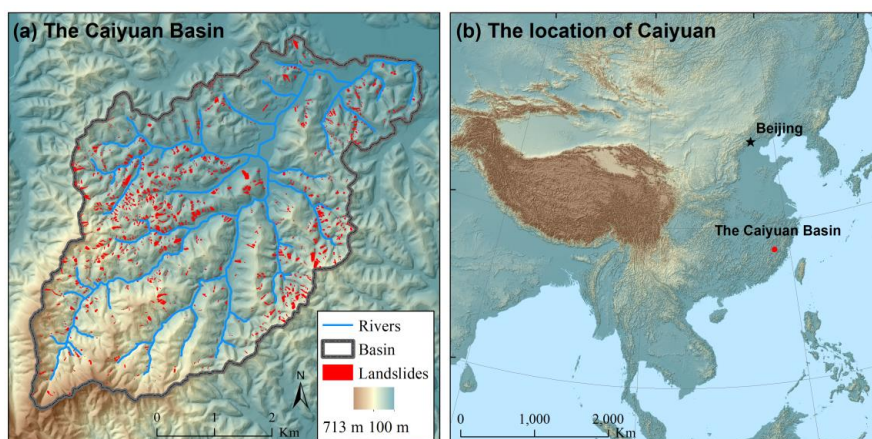 (a) The Caiyuan Basin
Rivers
Basin
Landslides
N
713 m 100 m
0 1 2
Km
(b) The location of Caiyuan
Beijing
The Caiyuan Basin
0 1,000 2,000
Km